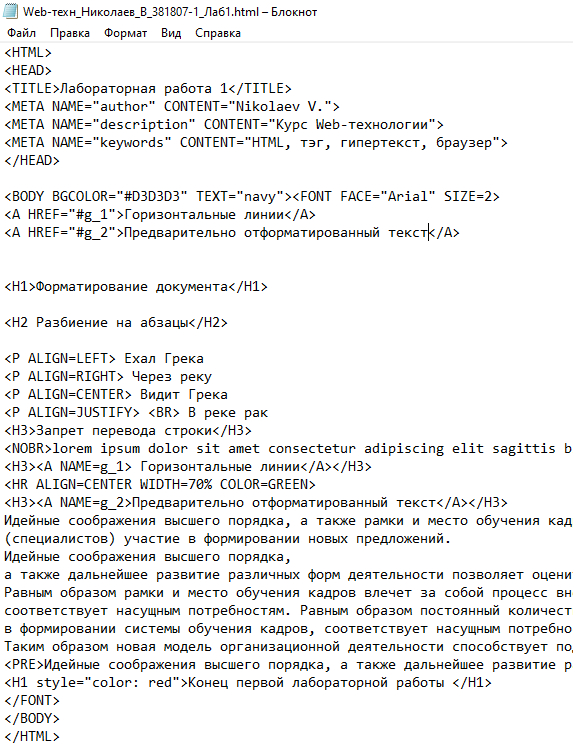 Web-техн_Николаев_В_381807-1_Лаб1.html – Блокнот
Файл Правка Формат Вид Справка
<HTML>
<HEAD>
<TITLE>Лабораторная работа 1</TITLE>
<META NAME="author" CONTENT="Nikolaev V.">
<META NAME="description" CONTENT="Курс Web-технологии">
<META NAME="keywords" CONTENT="HTML, тэг, гипертекст, браузер">
</HEAD>
<BODY BGCOLOR="#D3D3D3" TEXT="navy"><FONT FACE="Arial" SIZE=2>
<A HREF="#g_1">Горизонтальные линии</A>
<A HREF="#g_2">Предварительно отформатированный текст</A>
<H1>Форматирование документа</H1>
<H2 Разбиение на абзацы</H2>
<P ALIGN=LEFT> Ехал Грека
<P ALIGN=RIGHT> Через реку
<P ALIGN=CENTER> Видит Грека
<P ALIGN=JUSTIFY> <BR> В реке рак
<H3>Запрет перевода строки</H3>
<NOBR>lorem ipsum dolor sit amet consectetur adipiscing elit sagittis b
<H3><A NAME=g_1> Горизонтальные линии</A></H3>
<HR ALIGN=CENTER WIDTH=70% COLOR=GREEN>
<H3><A NAME=g_2>Предварительно отформатированный текст</A></H3>
Идейные соображения высшего порядка, а также рамки и место обучения кад
(специалистов) участие в формировании новых предложений.
Идейные соображения высшего порядка,
а также дальнейшее развитие различных форм деятельности позволяет оцени
Равным образом рамки и место обучения кадров влечет за собой процесс вн
соответствует насущным потребностям. Равным образом постоянный количест
в формировании системы обучения кадров, соответствует насущным потребно
Таким образом новая модель организационной деятельности способствует по
<PRE>Идейные соображения высшего порядка, а также дальнейшее развитие р
<H1 style="color: red">Конец первой лабораторной работы </H1>
</FONT>
</BODY>
</HTML>